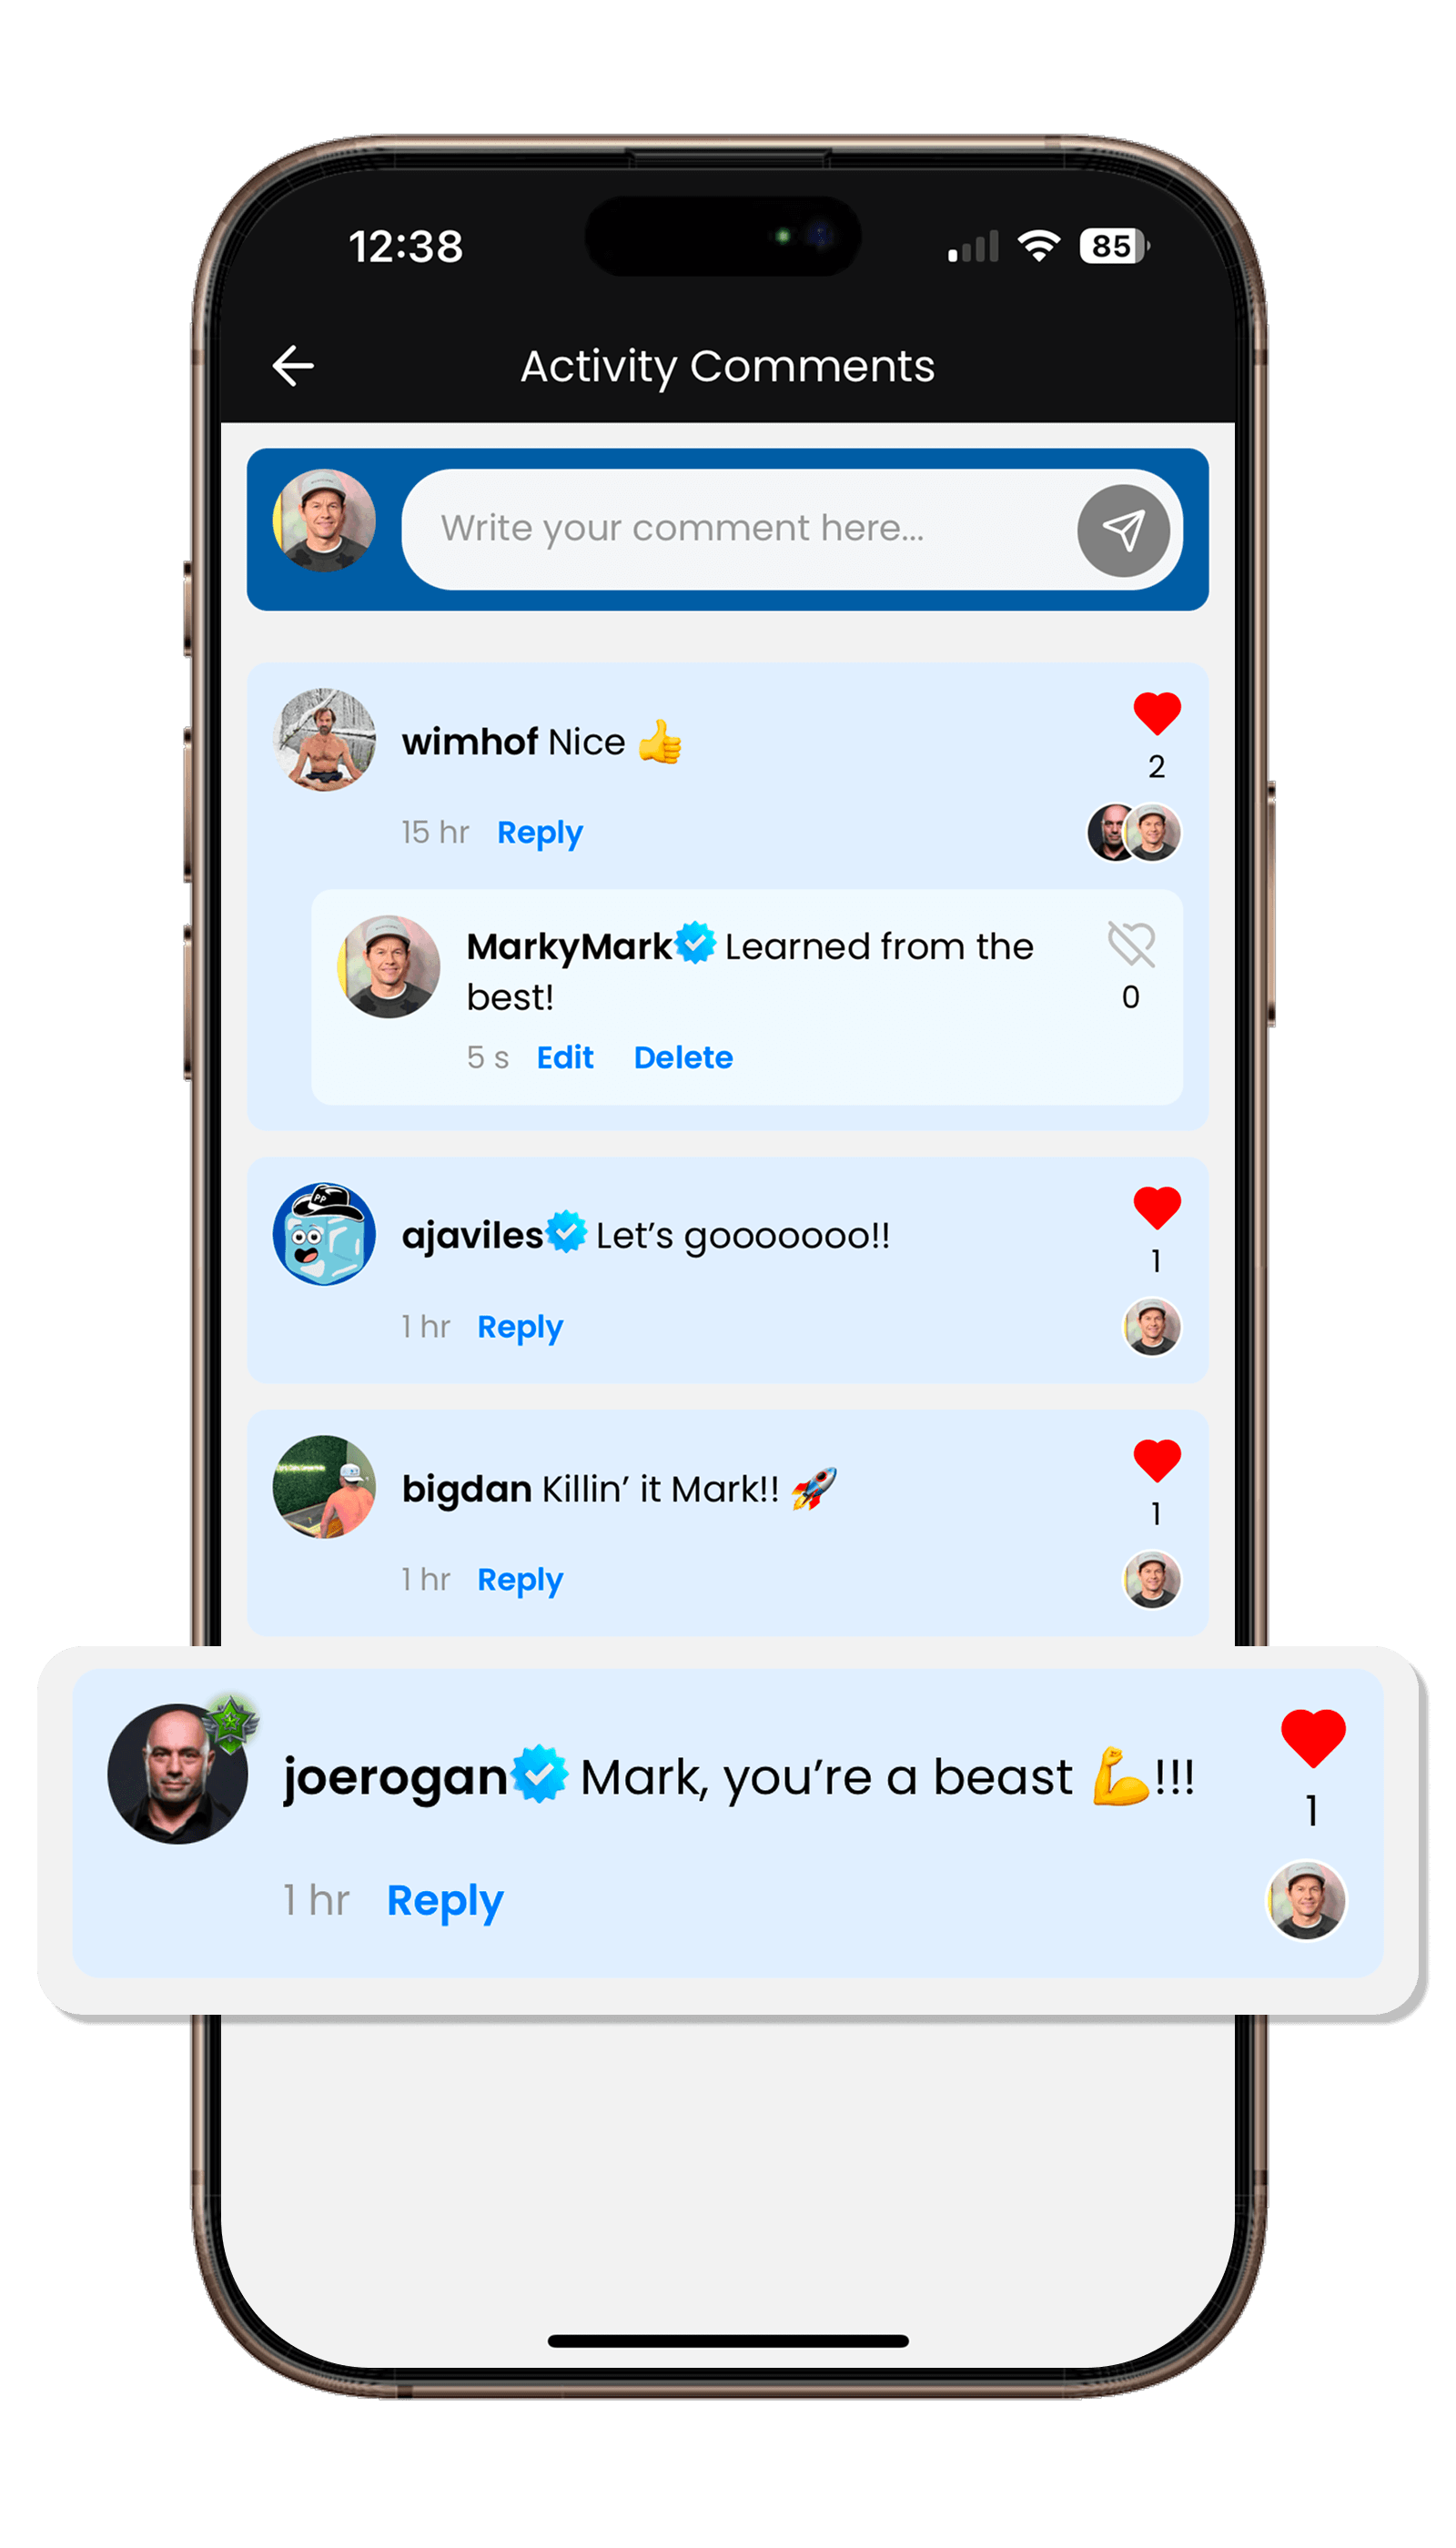 12:38
85
Activity Comments
Write your comment here...
wimhof Nice 👍
2
15 hr Reply
MarkyMark Learned from the
best!
0
5 s Edit Delete
PP
ajaviles Let’s gooooooo!!
1
1 hr Reply
bigdan Killin’ it Mark!! 🚀
1
1 hr Reply
joerogan Mark, you’re a beast 💪!!!
1
1 hr Reply